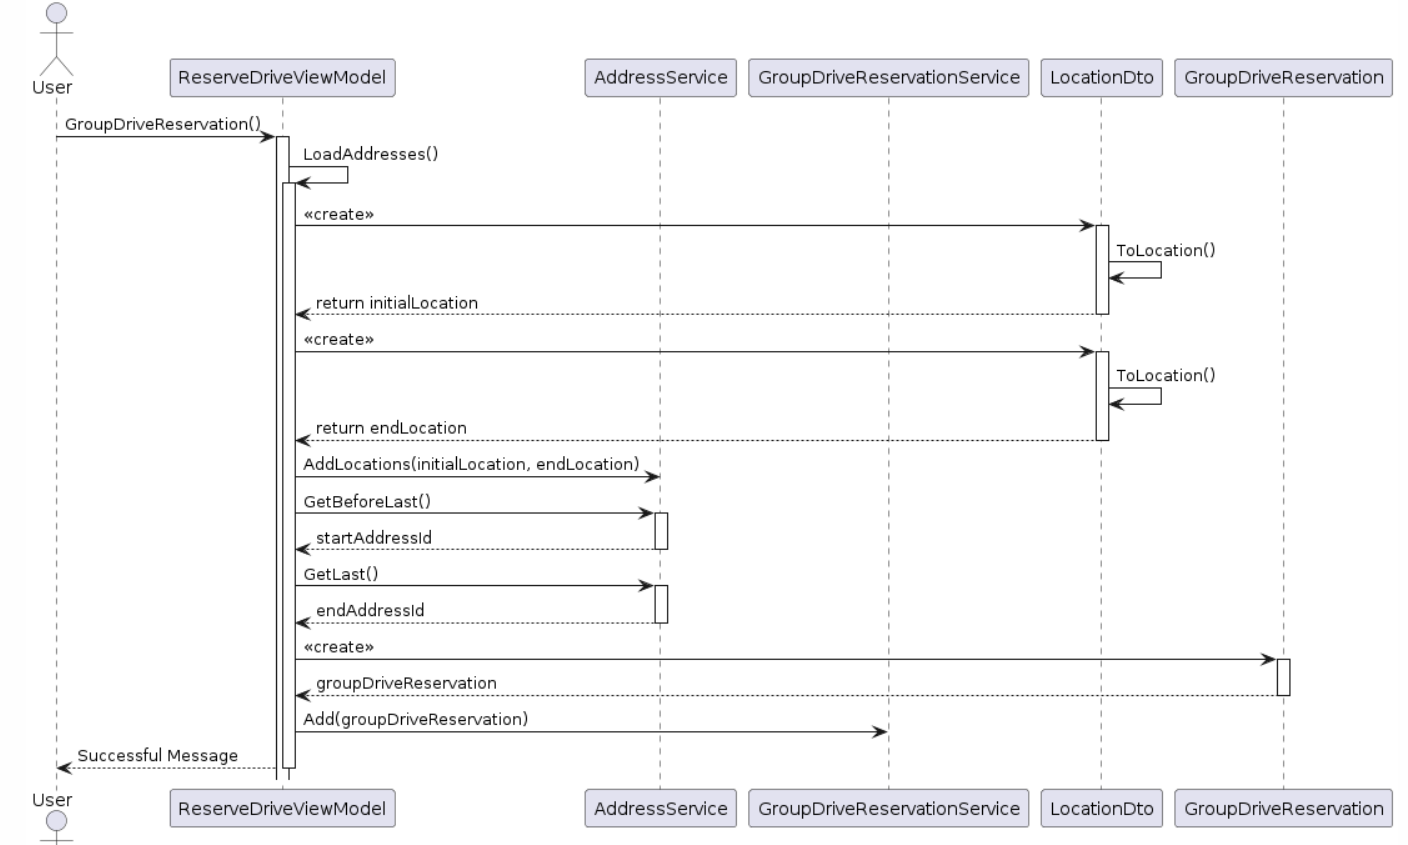 User
ReserveDriveViewModel
AddressService
GroupDriveReservationService
LocationDto
GroupDriveReservation
GroupDriveReservation()
LoadAddresses()
«create»
ToLocation()
return initialLocation
«create»
ToLocation()
return endLocation
AddLocations(initialLocation, endLocation)
GetBeforeLast()
startAddressId
GetLast()
endAddressId
«create»
groupDriveReservation
Add(groupDriveReservation)
Successful Message
User
ReserveDriveViewModel
AddressService
GroupDriveReservationService
LocationDto
GroupDriveReservation